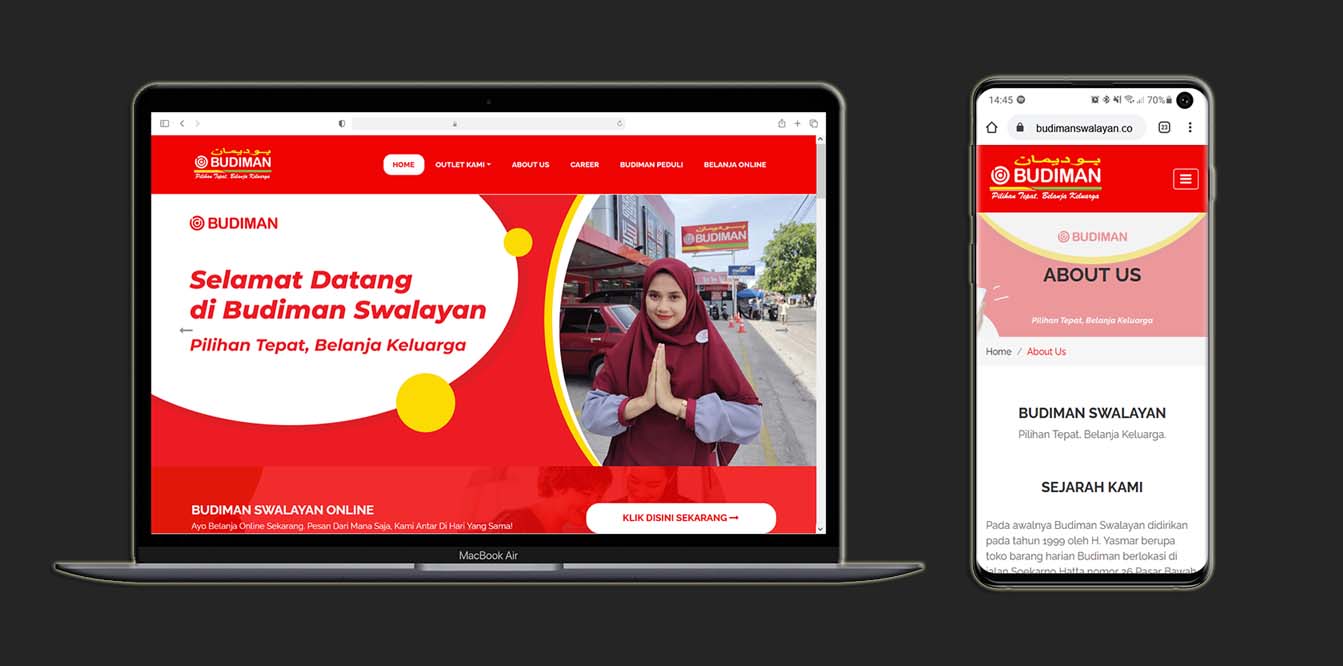 بوديمان
BUDIMAN
Pilihan Tepat, Belanja Keluarga
HOME
OUTLET KAMI
ABOUT US
CAREER
BUDIMAN PEDULI
BELANJA ONLINE
BUDIMAN
Selamat Datang
di Budiman Swalayan
Pilihan Tepat, Belanja Keluarga
بوديمان
BUDIMAN
BUDIMAN SWALAYAN ONLINE
Ayo Belanja Online Sekarang. Pesan Dari Mana Saja, Kami Antar Di Hari Yang Sama!
KLIK DISINI SEKARANG
MacBook Air
14:45
70%
budimanswalayan.co
23
بوديمان
BUDIMAN
Pilihan Tepat, Belanja Keluarga
BUDIMAN
ABOUT US
Pilihan Tepat, Belanja Keluarga
Home / About Us
BUDIMAN SWALAYAN
Pilihan Tepat, Belanja Keluarga.
SEJARAH KAMI
Pada awalnya Budiman Swalayan didirikan
pada tahun 1999 oleh H. Yasmar berupa
toko barang harian Budiman berlokasi di
jalan Soekarno Hatta nomor 26 Pasar Bawah